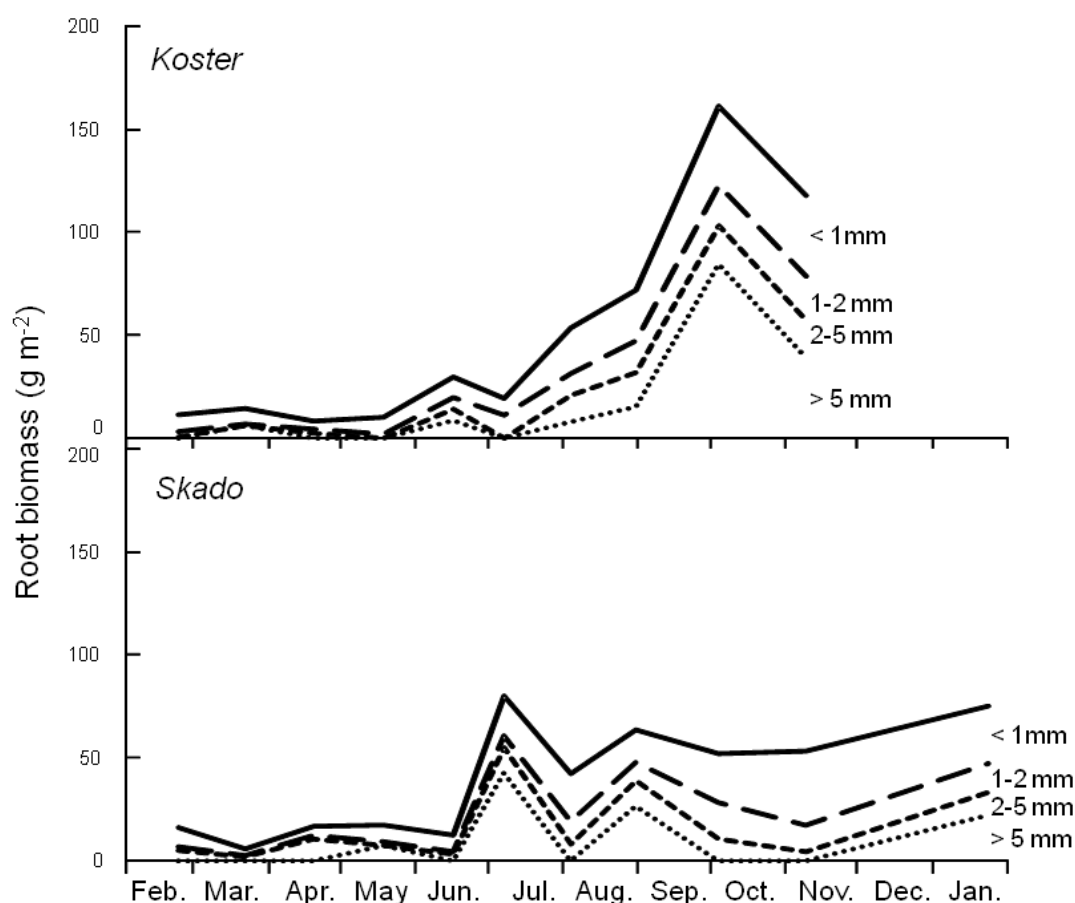 200
Koster
150
100
< 1mm
1-2 mm
50
2-5 mm
> 5 mm
0
Root biomass (g m-2)
200
Skado
150
100
< 1mm
50
1-2 mm
2-5 mm
> 5 mm
0
Feb. Mar. Apr. May Jun. Jul. Aug. Sep. Oct. Nov. Dec. Jan.